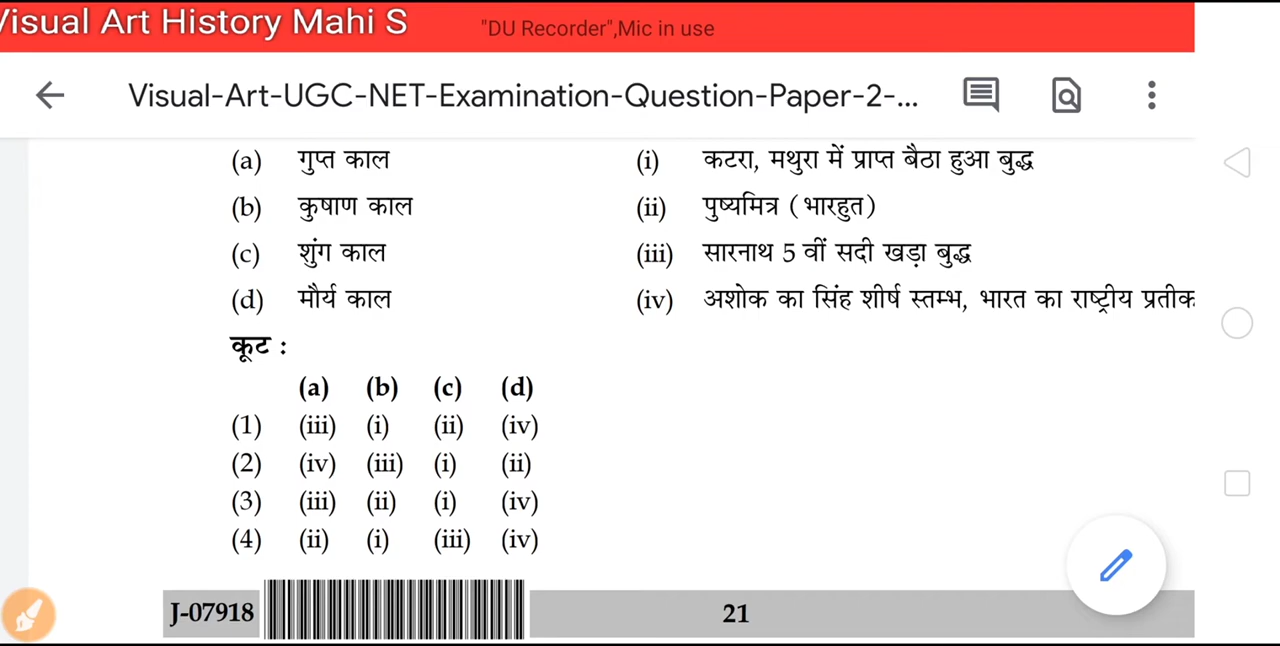 Visual Art History Mahi S "DU Recorder",Mic in use
Visual-Art-UGC-NET-Examination-Question-Paper-2-...
(a) गुप्त काल (i) कटरा, मथुरा में प्राप्त बैठा हुआ बुद्ध
(b) कुषाण काल (ii) पुष्यमित्र ( भारहुत )
(c) शुंग काल (iii) सारनाथ 5 वीं सदी खड़ा बुद्ध
(d) मौर्य काल (iv) अशोक का सिंह शीर्ष स्तम्भ, भारत का राष्ट्रीय प्रतीक
कूट :
(a) (b) (c) (d)
(1) (iii) (i) (ii) (iv)
(2) (iv) (iii) (i) (ii)
(3) (iii) (ii) (i) (iv)
(4) (ii) (i) (iii) (iv)
J-07918 21